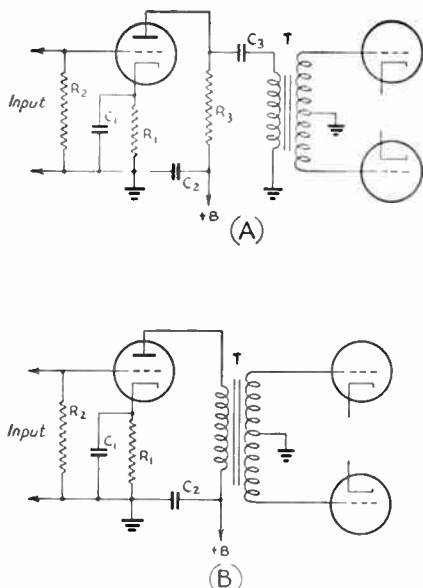 C3
T
R2
Input
C1
R1
R3
C2
+B
(A)
T
R2
Input
C1
R1
C2
+B
(B)